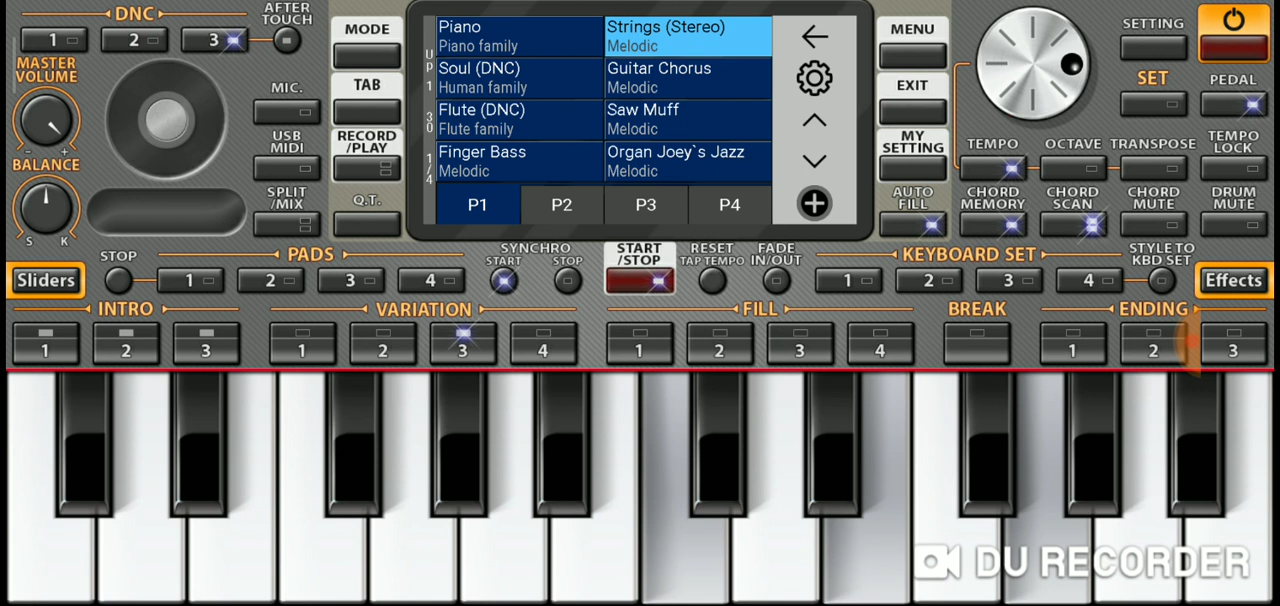 DNC
AFTER
TOUCH
1 2 3
MASTER
VOLUME
- +
BALANCE
S K
MIC.
USB
MIDI
SPLIT
/MIX
MODE
TAB
RECORD
/PLAY
Q.T.
Up 1
30
1/4
Piano
Piano family
Strings (Stereo)
Melodic
Soul (DNC)
Human family
Guitar Chorus
Melodic
Flute (DNC)
Flute family
Saw Muff
Melodic
Finger Bass
Melodic
Organ Joey`s Jazz
Melodic
P1 P2 P3 P4
MENU
EXIT
MY
SETTING
AUTO
FILL
SETTING
SET
PEDAL
TEMPO OCTAVE TRANSPOSE
TEMPO
LOCK
CHORD
MEMORY
CHORD
SCAN
CHORD
MUTE
DRUM
MUTE
Sliders
STOP
PADS
1 2 3 4
SYNCHRO
START STOP
START
/STOP
RESET
TAP TEMPO
FADE
IN/OUT
KEYBOARD SET
1 2 3 4
STYLE TO
KBD SET
Effects
INTRO
1 2 3
VARIATION
1 2 3 4
FILL
1 2 3 4
BREAK
ENDING
1 2 3
DU RECORDER